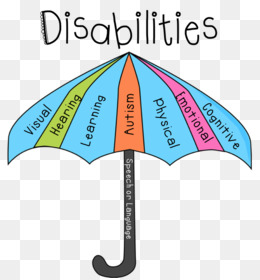 Disabilities
Visual
Hearing
Learning
Autism
Physical
Emotional
Cognitive
Speech or Language